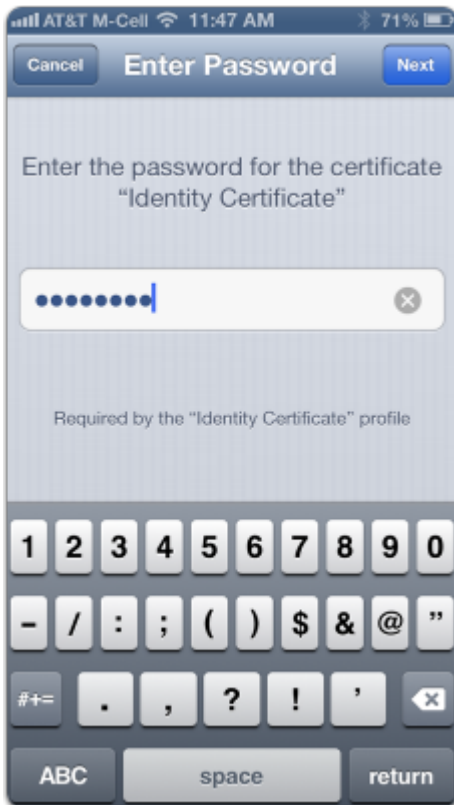 AT&T M-Cell 11:47 AM 71%
Cancel Enter Password Next
Enter the password for the certificate
“Identity Certificate”
Required by the “Identity Certificate” profile
1 2 3 4 5 6 7 8 9 0
- / : ; ( ) $ & @ "
#+= . , ? ! '
ABC space return